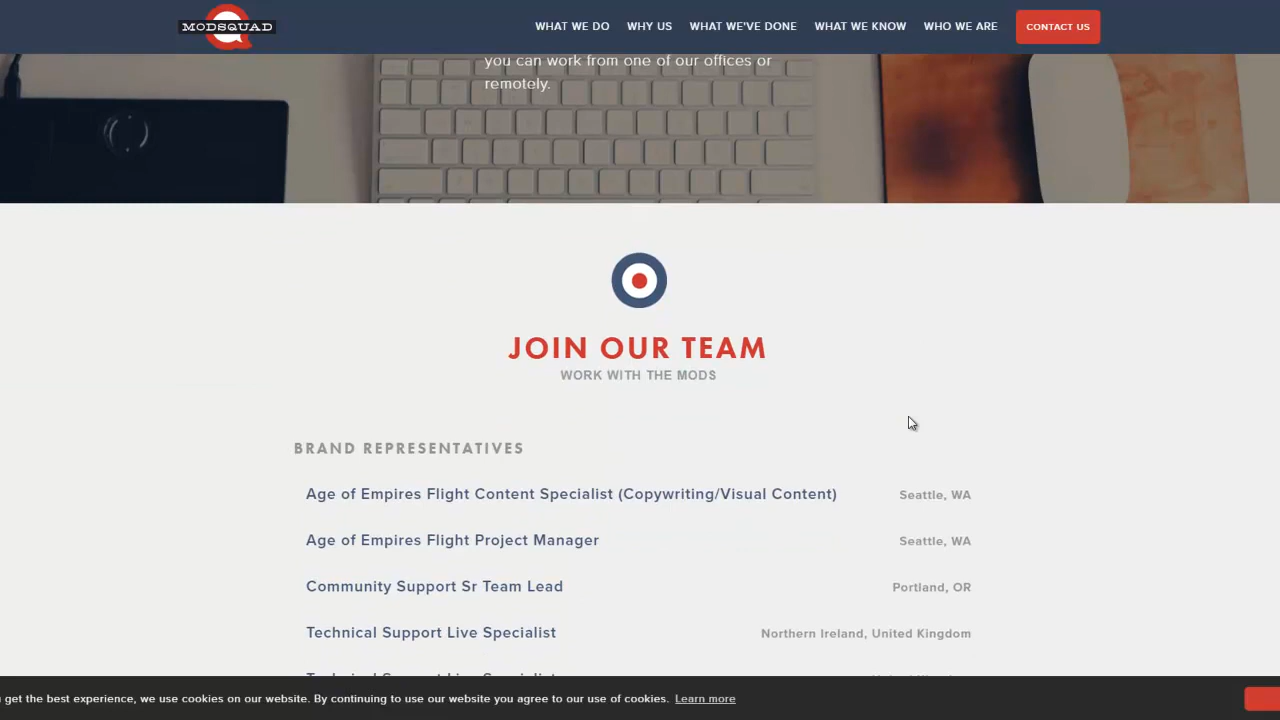 MODSQUAD
WHAT WE DO WHY US WHAT WE'VE DONE WHAT WE KNOW WHO WE ARE CONTACT US
you can work from one of our offices or
remotely.
JOIN OUR TEAM
WORK WITH THE MODS
BRAND REPRESENTATIVES
Age of Empires Flight Content Specialist (Copywriting/Visual Content) Seattle, WA
Age of Empires Flight Project Manager Seattle, WA
Community Support Sr Team Lead Portland, OR
Technical Support Live Specialist Northern Ireland, United Kingdom
get the best experience, we use cookies on our website. By continuing to use our website you agree to our use of cookies. Learn more